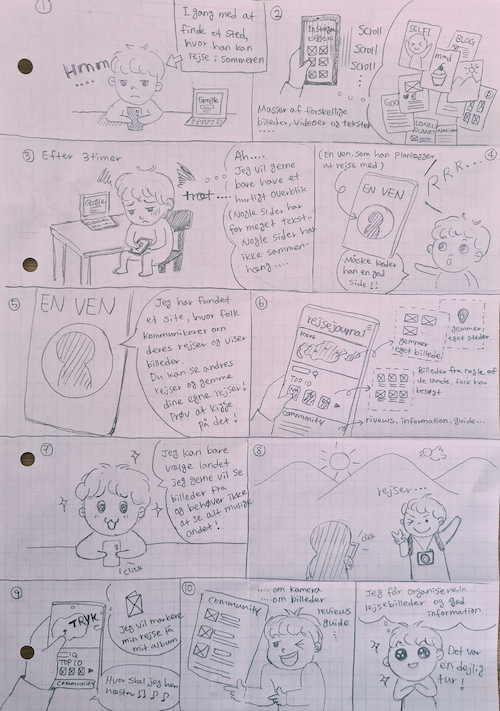 ①
I gang med at
finde et sted,
hvor han kan
rejse i sommeren
Hmm
....
Google
②
Instagram
Scroll
Scroll
Scroll
SELFI
BLOG
mad
GOO
LONELY
PLANET
Masser af forskellige
billeder, videoer og tekster
....
③ Efter 3 timer
træt....
Google
Ah....
Jeg vil gerne
bare have et
hurtigt overblik
(Nogle sider har
for meget tekst..
Nogle sider har
ikke sammen-
hæng....
④
(En ven, som han planlægger
at rejse med)
EN VEN
RRR...
Måske kender
han en god
side!!
⑤
EN VEN
Jeg har fundet
et site, hvor folk
kommunikerer om
deres rejser og viser
billeder.
Du kan se andres
rejser og gemme
dine egne rejser!
Prøv at kigge
på det!
⑥
rejsejournal
TOP 10
community
gemmer
eget billede
gemmer
eget steder
Billeder fra nogle af
de lande, folk har
besøgt
riviews, information, guide...
⑦
Jeg kan bare
vælge landet
Jeg gerne vil se
billeder fra
og behøver ikke
at se alt muligt
andet!
click
⑧
rejser...
click
⑨
TRYK
TOP 10
COMMUNITY
Jeg vil markere
min rejse på
mit album
Hvor skal jeg hen
næste
⑩
.... om kamera
.... om billeder
COMMUNITY
reviews
guide
Jeg får organiserede
rejsebilleder og god
information
Det var
en dejlig
tur!